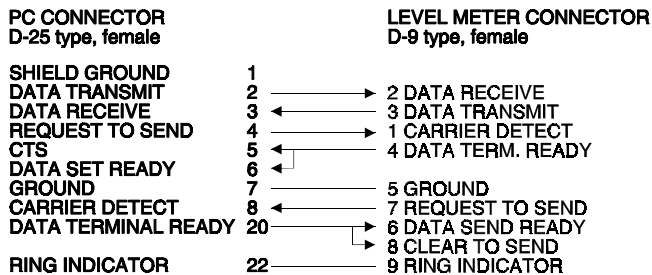 PC CONNECTOR
D-25 type, female
LEVEL METER CONNECTOR
D-9 type, female
SHIELD GROUND 1
DATA TRANSMIT 2 2 DATA RECEIVE
DATA RECEIVE 3 3 DATA TRANSMIT
REQUEST TO SEND 4 1 CARRIER DETECT
CTS 5 4 DATA TERM. READY
DATA SET READY 6
GROUND 7 5 GROUND
CARRIER DETECT 8 7 REQUEST TO SEND
DATA TERMINAL READY 20 6 DATA SEND READY
8 CLEAR TO SEND
RING INDICATOR 22 9 RING INDICATOR